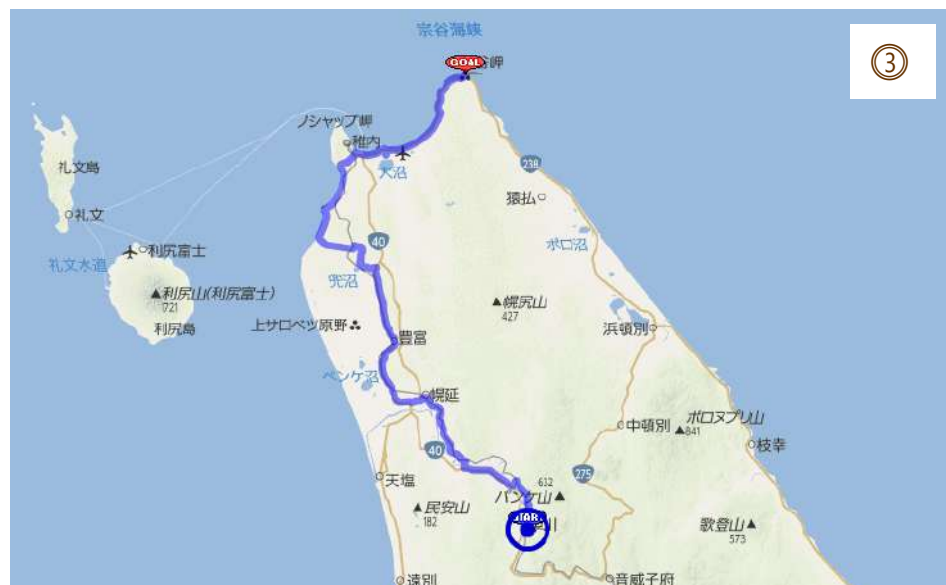 宗谷海峡
③
GOAL
谷岬
ノシャップ岬
稚内
大沼
238
礼文島
猿払
礼文
ポロ沼
40
利尻富士
礼文水道
兜沼
利尻山(利尻富士)
1721
幌尻山
427
利尻島
上サロベツ原野
豊富
浜頓別
ペンケ沼
幌延
中頓別
ポロヌプリ山
841
枝幸
40
275
天塩
632
パンケ山
民安山
182
川
歌登山
573
遠別
音威子府